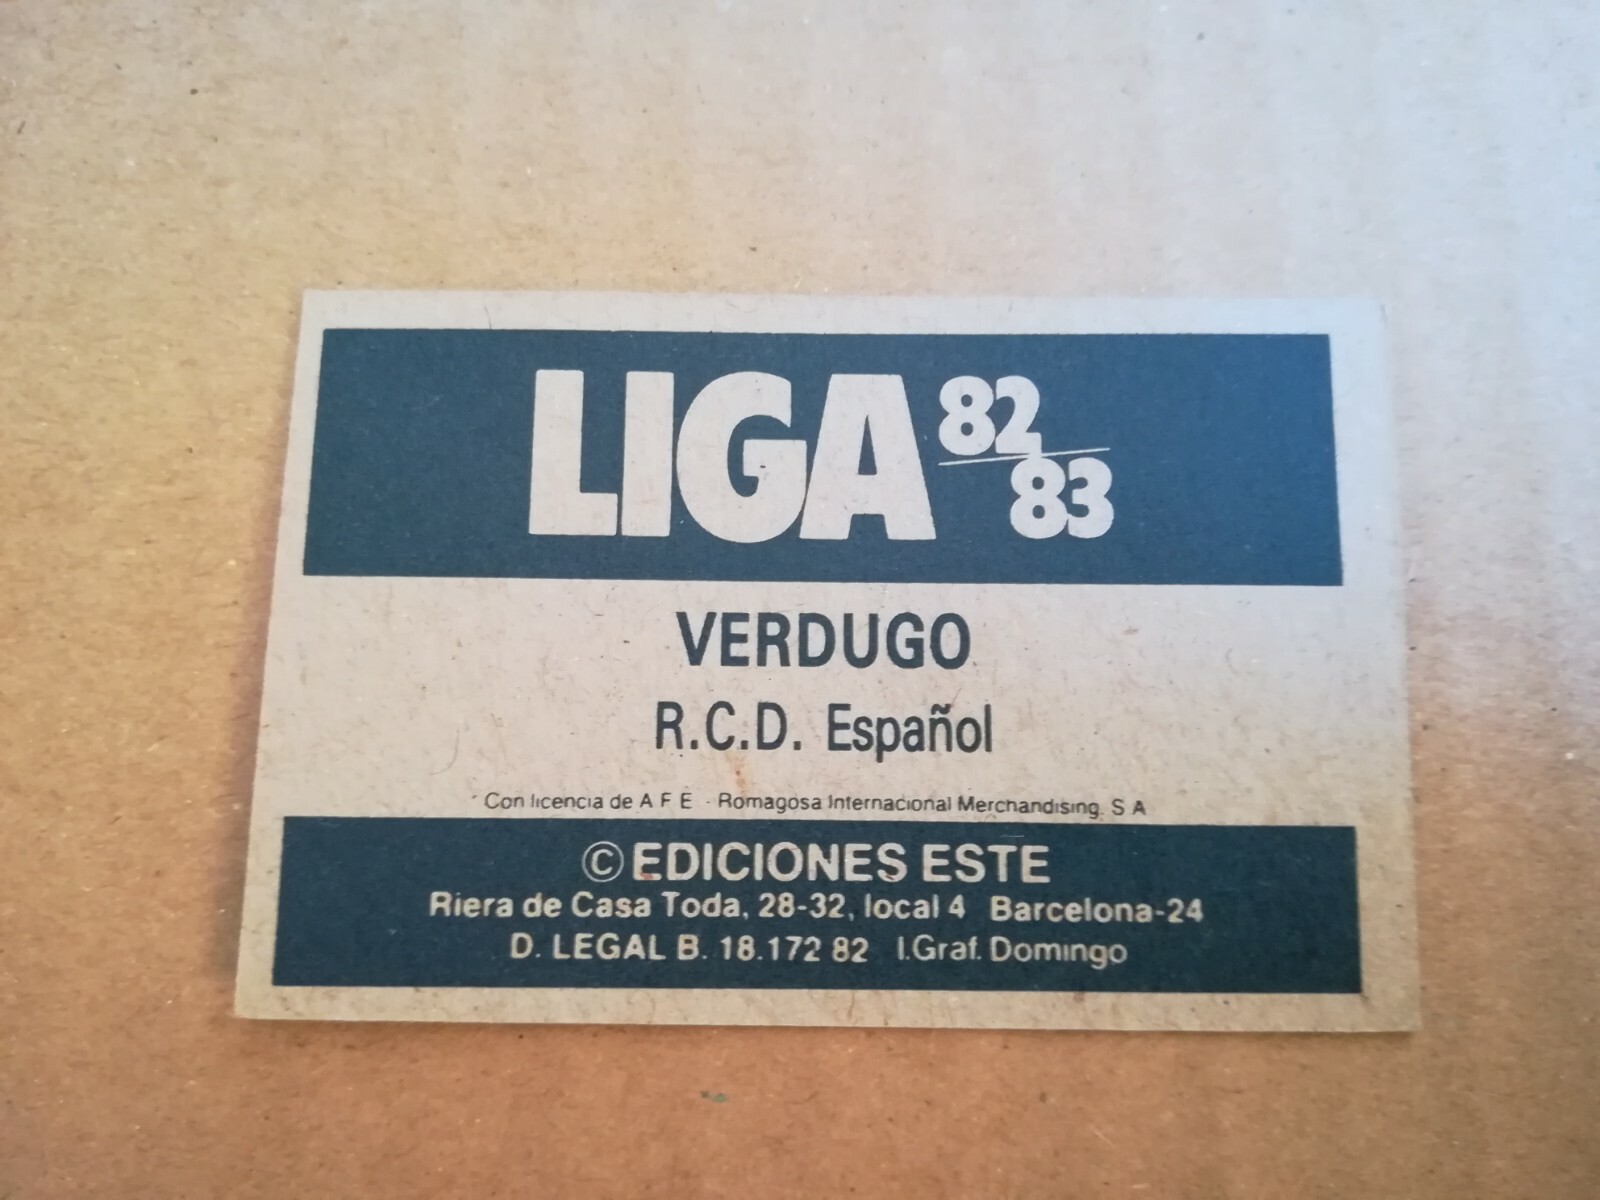 LIGA 82/83
VERDUGO
R.C.D. Español
Con licencia de A F E - Romagosa Internacional Merchandising. S A
© EDICIONES ESTE
Riera de Casa Toda, 28-32, local 4 Barcelona-24
D. LEGAL B. 18.172 82 I.Graf. Domingo